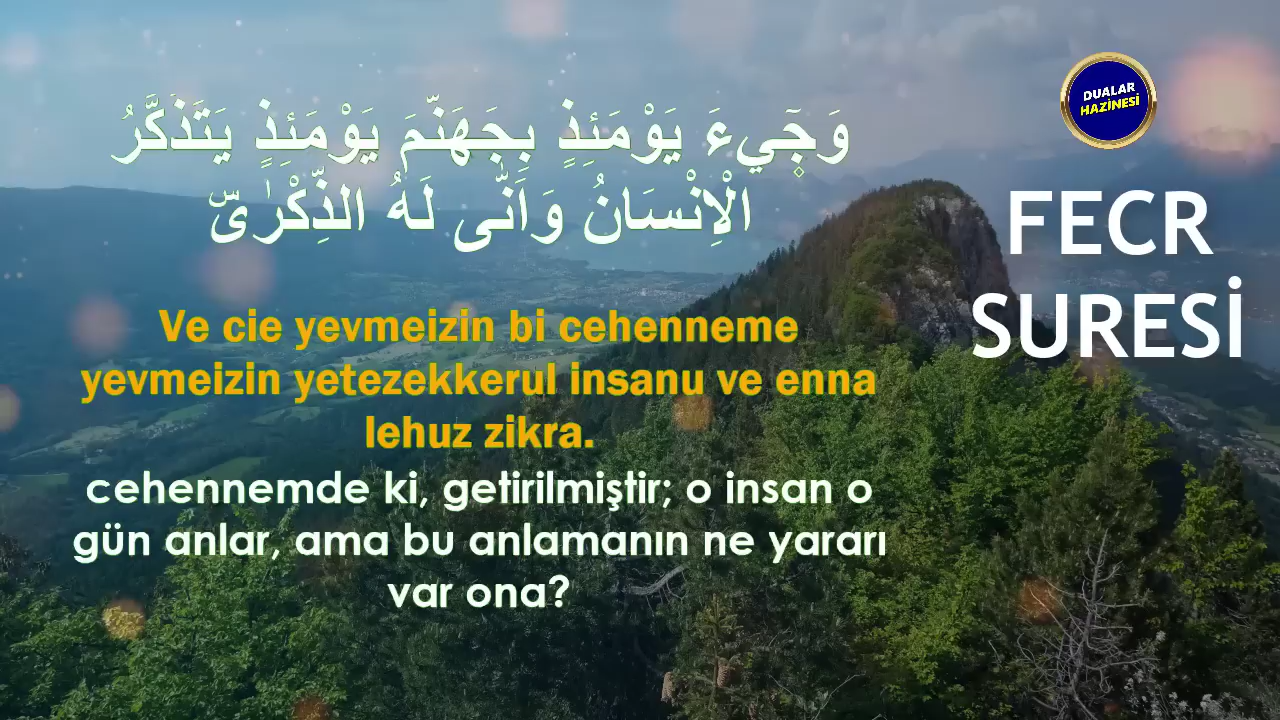 وَجٖٓيءَ يَوْمَئِذٍ بِجَهَنَّمَ يَوْمَئِذٍ يَتَذَكَّرُ
الْاِنْسَانُ وَاَنّٰى لَهُ الذِّكْرٰىۜ
Ve cie yevmeizin bi cehenneme
yevmeizin yetezekkerul insanu ve enna
lehuz zikra.
cehennemde ki, getirilmiştir; o insan o
gün anlar, ama bu anlamanın ne yararı
var ona?
DUALAR
HAZİNESİ
FECR
SURESİ